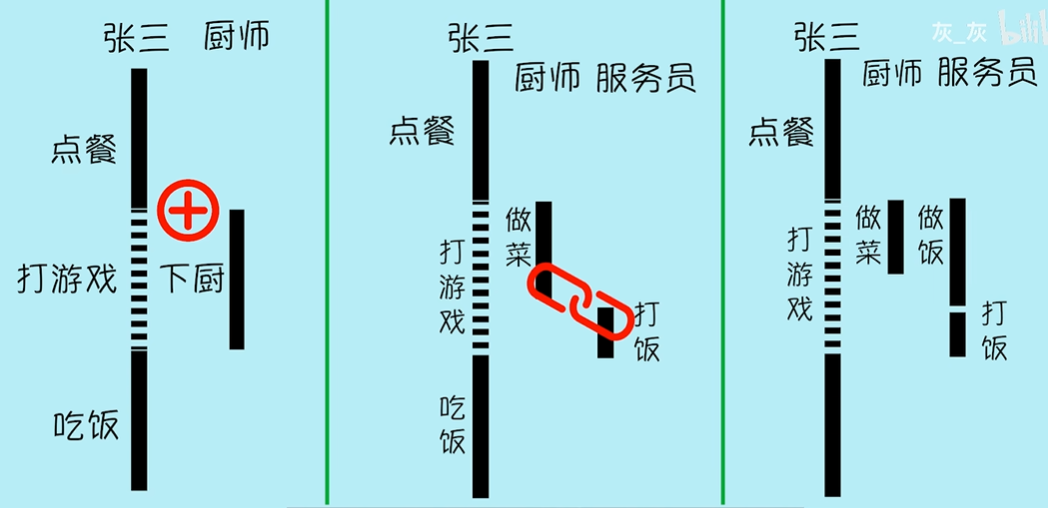 张三 厨师
点餐
打游戏
下厨
吃饭
张三
厨师 服务员
点餐
做菜
打游戏
打饭
吃饭
灰_灰 bilibili
张三
厨师 服务员
点餐
做菜
做饭
打游戏
打饭